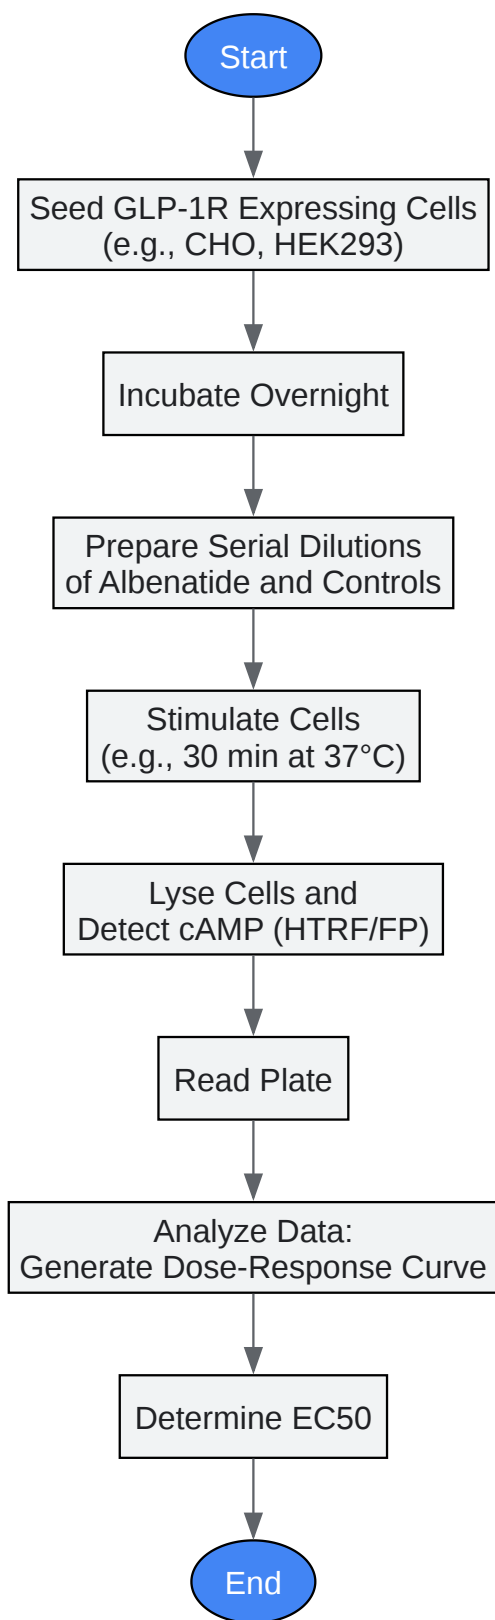 Start
Seed GLP-1R Expressing Cells
(e.g., CHO, HEK293)
Incubate Overnight
Prepare Serial Dilutions
of Albenatide and Controls
Stimulate Cells
(e.g., 30 min at 37°C)
Lyse Cells and
Detect cAMP (HTRF/FP)
Read Plate
Analyze Data:
Generate Dose-Response Curve
Determine EC50
End